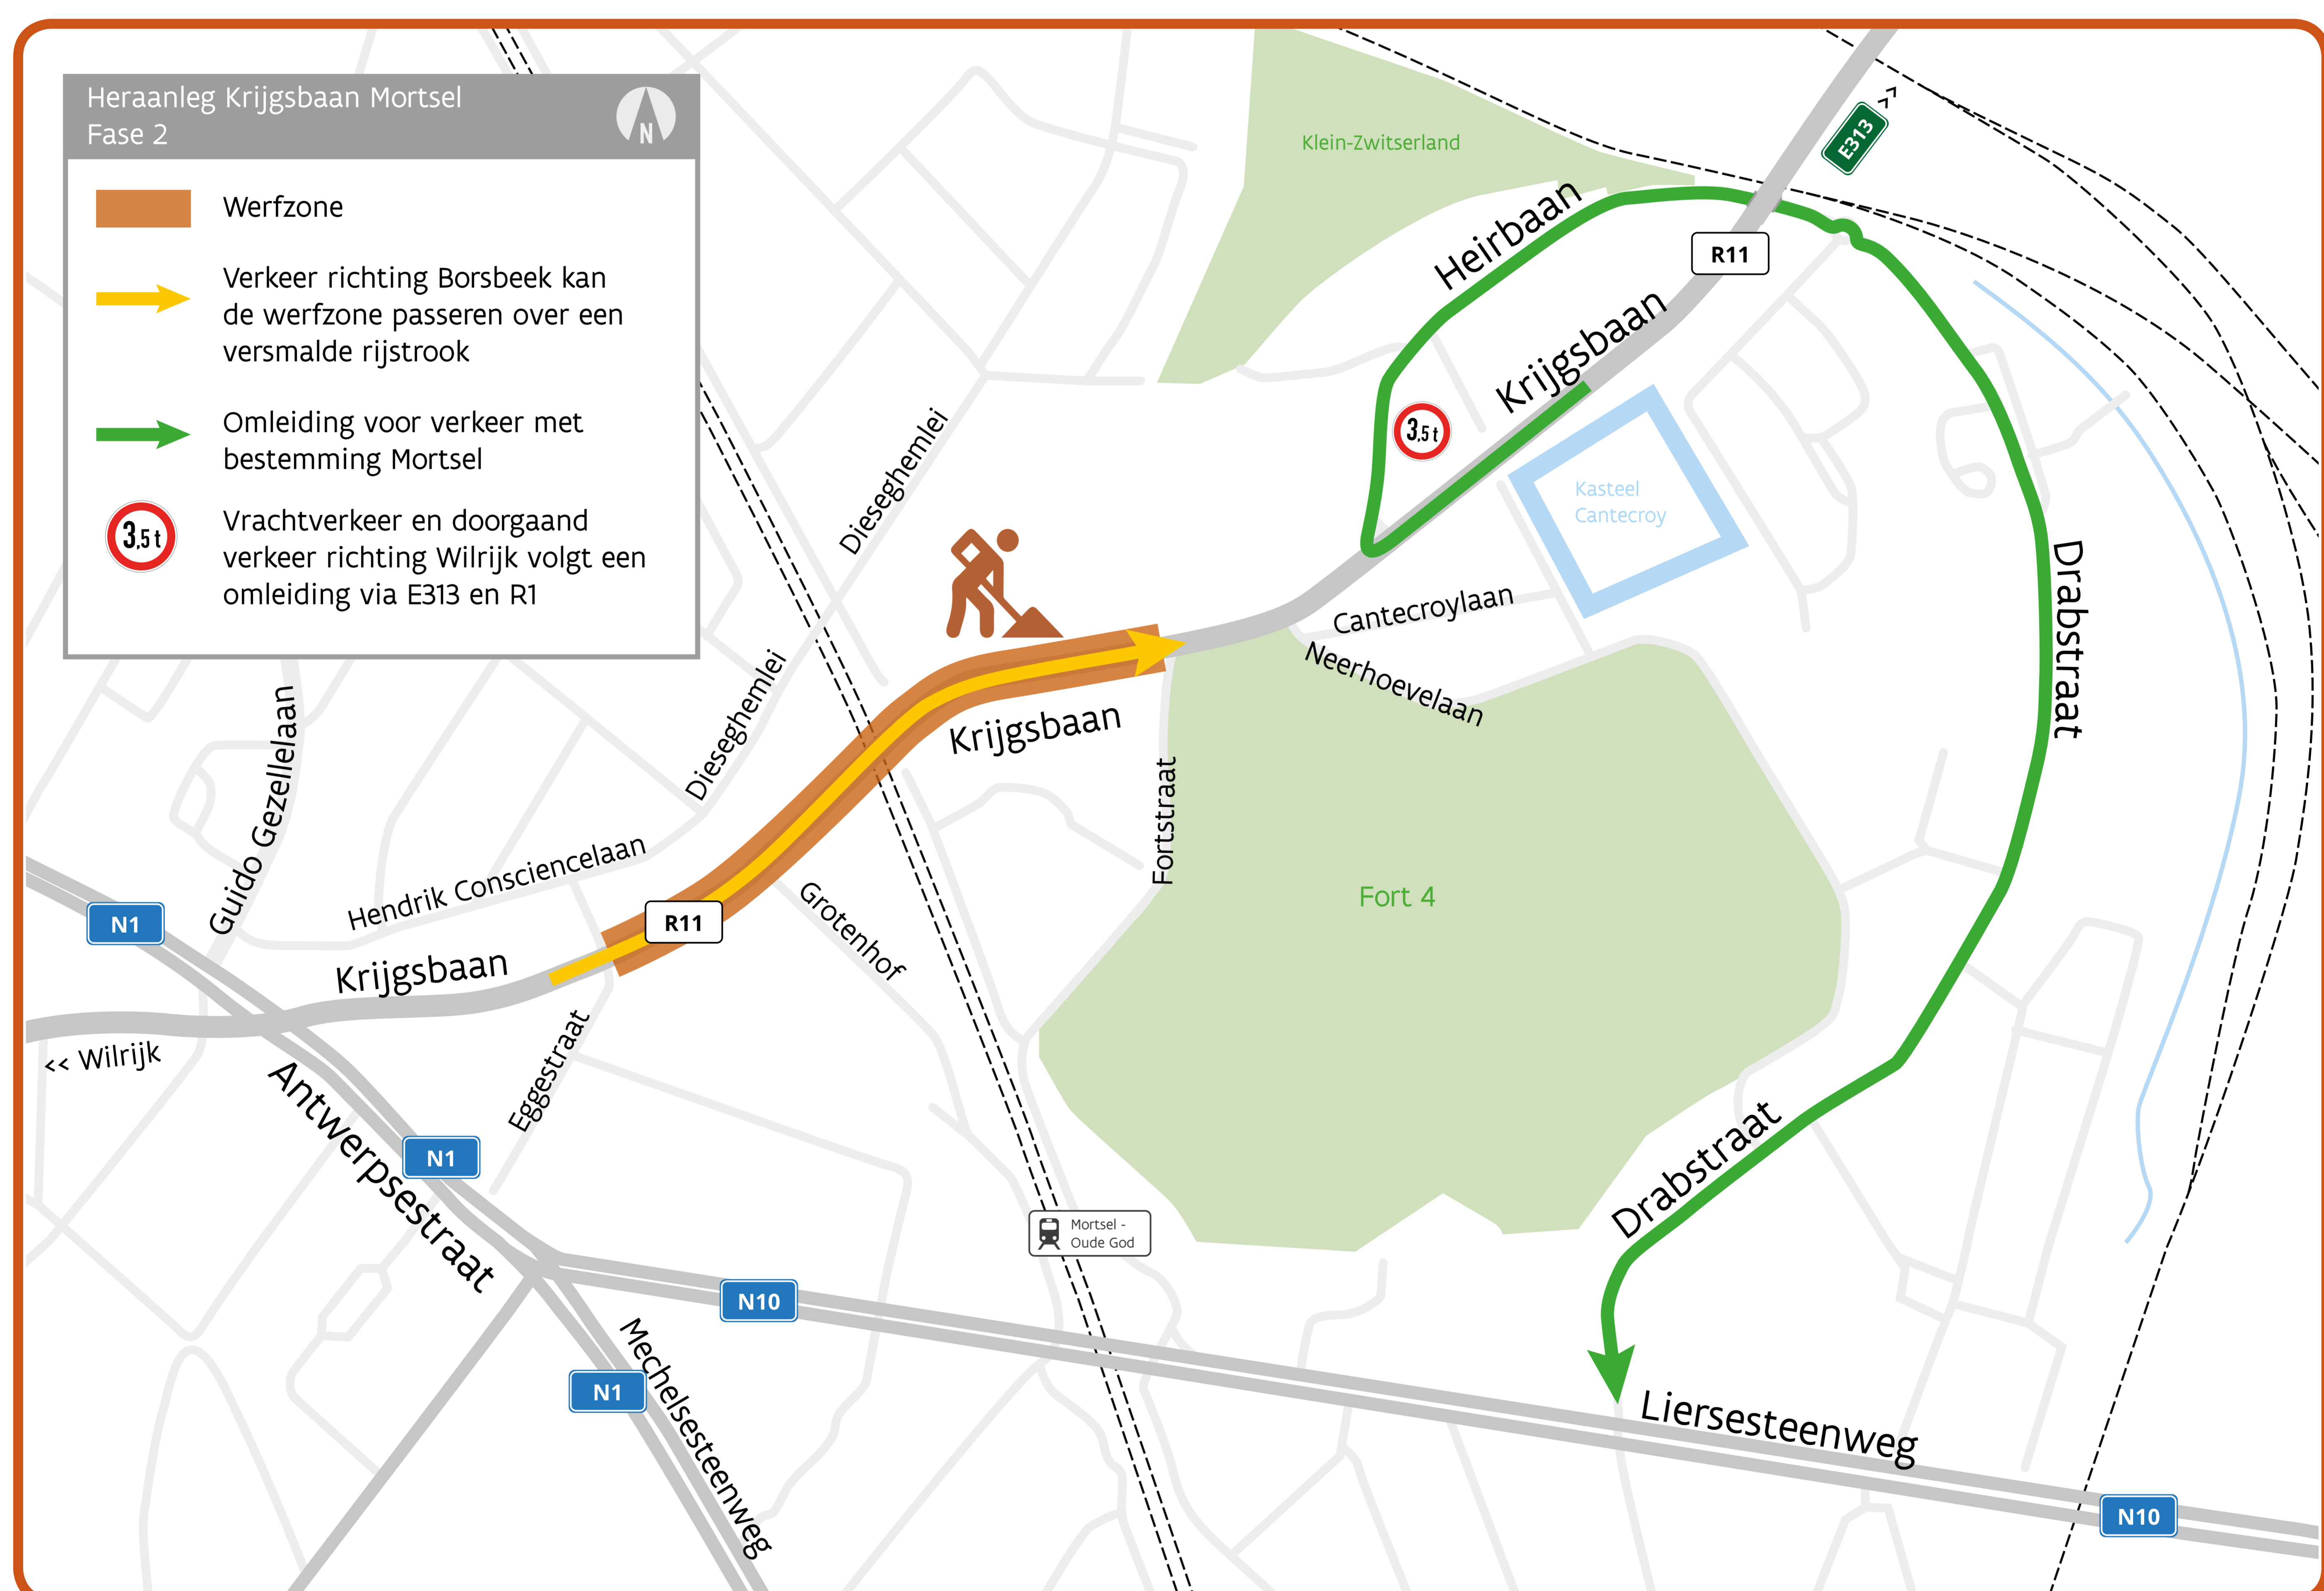 Heraanleg Krijgsbaan Mortsel
Fase 2
N
Werfzone
Verkeer richting Borsbeek kan
de werfzone passeren over een
versmalde rijstrook
Omleiding voor verkeer met
bestemming Mortsel
3,5 t
Vrachtverkeer en doorgaand
verkeer richting Wilrijk volgt een
omleiding via E313 en R1
Klein-Zwitserland
E313 >>
Heirbaan
R11
Krijgsbaan
3,5 t
Kasteel
Cantecroy
Dieseghemlei
Cantecroylaan
Neerhoevelaan
Drabstraat
Dieseghemlei
Krijgsbaan
Guido Gezellelaan
Fortstraat
Hendrik Consciencelaan
Grotenhof
Fort 4
N1
R11
Krijgsbaan
<< Wilrijk
Eggestraat
Antwerpsestraat
N1
Drabstraat
Mortsel -
Oude God
N10
Mechelsesteenweg
N1
Liersesteenweg
N10